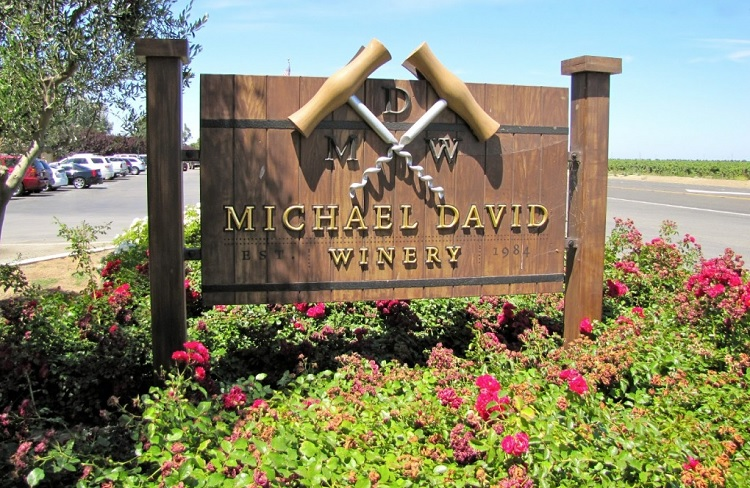 D
M W
MICHAEL DAVID
EST. WINERY 1984